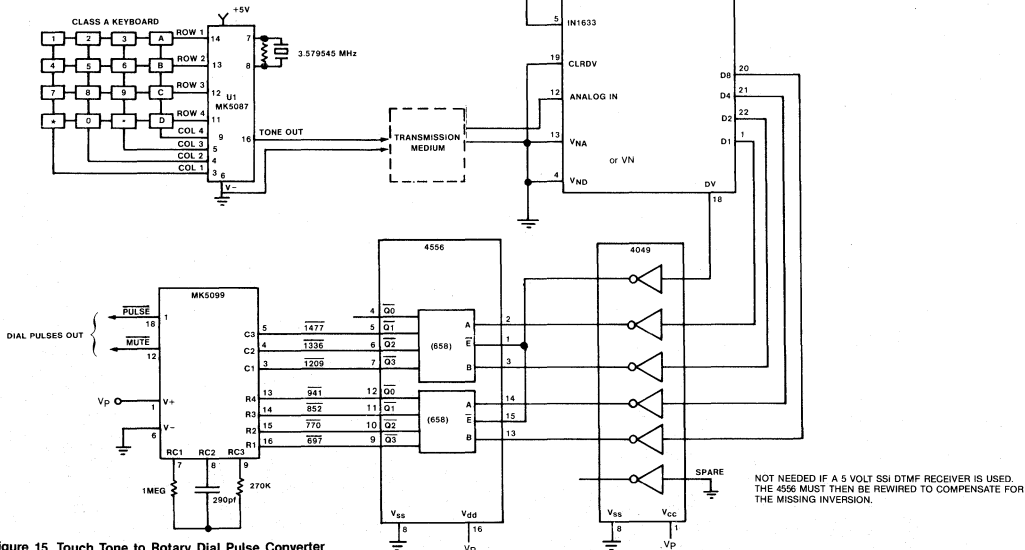 CLASS A KEYBOARD
+5V
1 2 3 A ROW 1 14
4 5 6 B ROW 2 13
7 8 9 C ROW 3 12
* 0 - D ROW 4 11
COL 4 9
COL 3 5
COL 2 4
COL 1 3
6
V-
U1
MK5087
7
8
3.579545 MHz
16 TONE OUT
TRANSMISSION
MEDIUM
5 IN1633
19 CLRDV
12 ANALOG IN
13 VNA
or VN
4 VND
D8 20
D4 21
D2 22
D1 1
DV
18
MK5099
DIAL PULSES OUT
PULSE
18
1
MUTE
12
VP
1 V+
V-
6
C3 5 1477
C2 4 1336
C1 3 1209
R4 13 941
R3 14 852
R2 15 770
R1 16 697
RC1 RC2 RC3
7 8 9
1MEG
290pf
270K
4556
4 Q0
5 Q1
6 Q2
7 Q3
(658)
A 2
E 1
B 3
12 Q0
11 Q1
10 Q2
9 Q3
(658)
A 14
E 15
B 13
Vss Vdd
8 16
VP
4049
SPARE
Vss Vcc
8 1
VP
NOT NEEDED IF A 5 VOLT SSi DTMF RECEIVER IS USED.
THE 4556 MUST THEN BE REWIRED TO COMPENSATE FOR
THE MISSING INVERSION.
igure 15. Touch Tone to Rotary Dial Pulse Converter